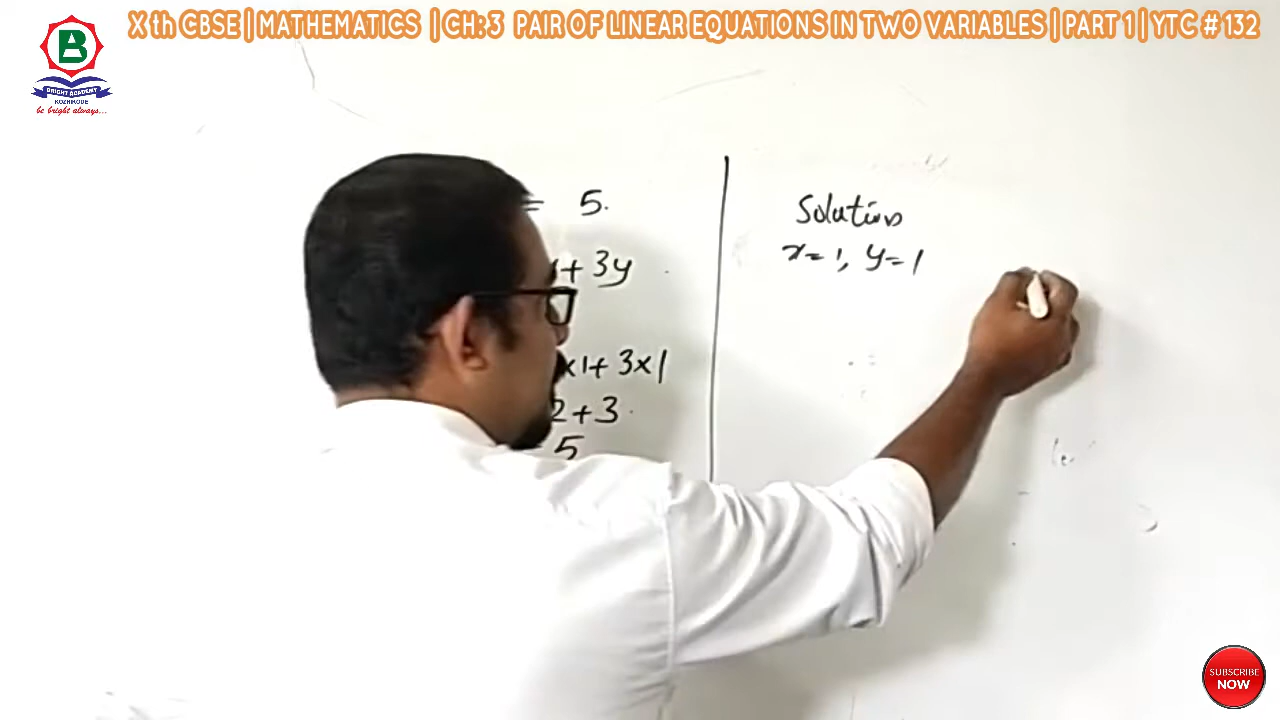 X th CBSE | MATHEMATICS | CH: 3 PAIR OF LINEAR EQUATIONS IN TWO VARIABLES | PART 1 | YTC # 132
B
BRIGHT ACADEMY
KOZHIKODE
be bright always...
= 5.
+ 3y
x1+ 3x1
2+3
= 5
Solution
x=1, y=1
SUBSCRIBE
NOW